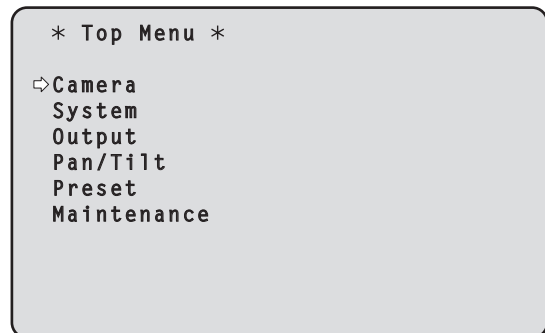 * Top Menu *
⇨Camera
System
Output
Pan/Tilt
Preset
Maintenance